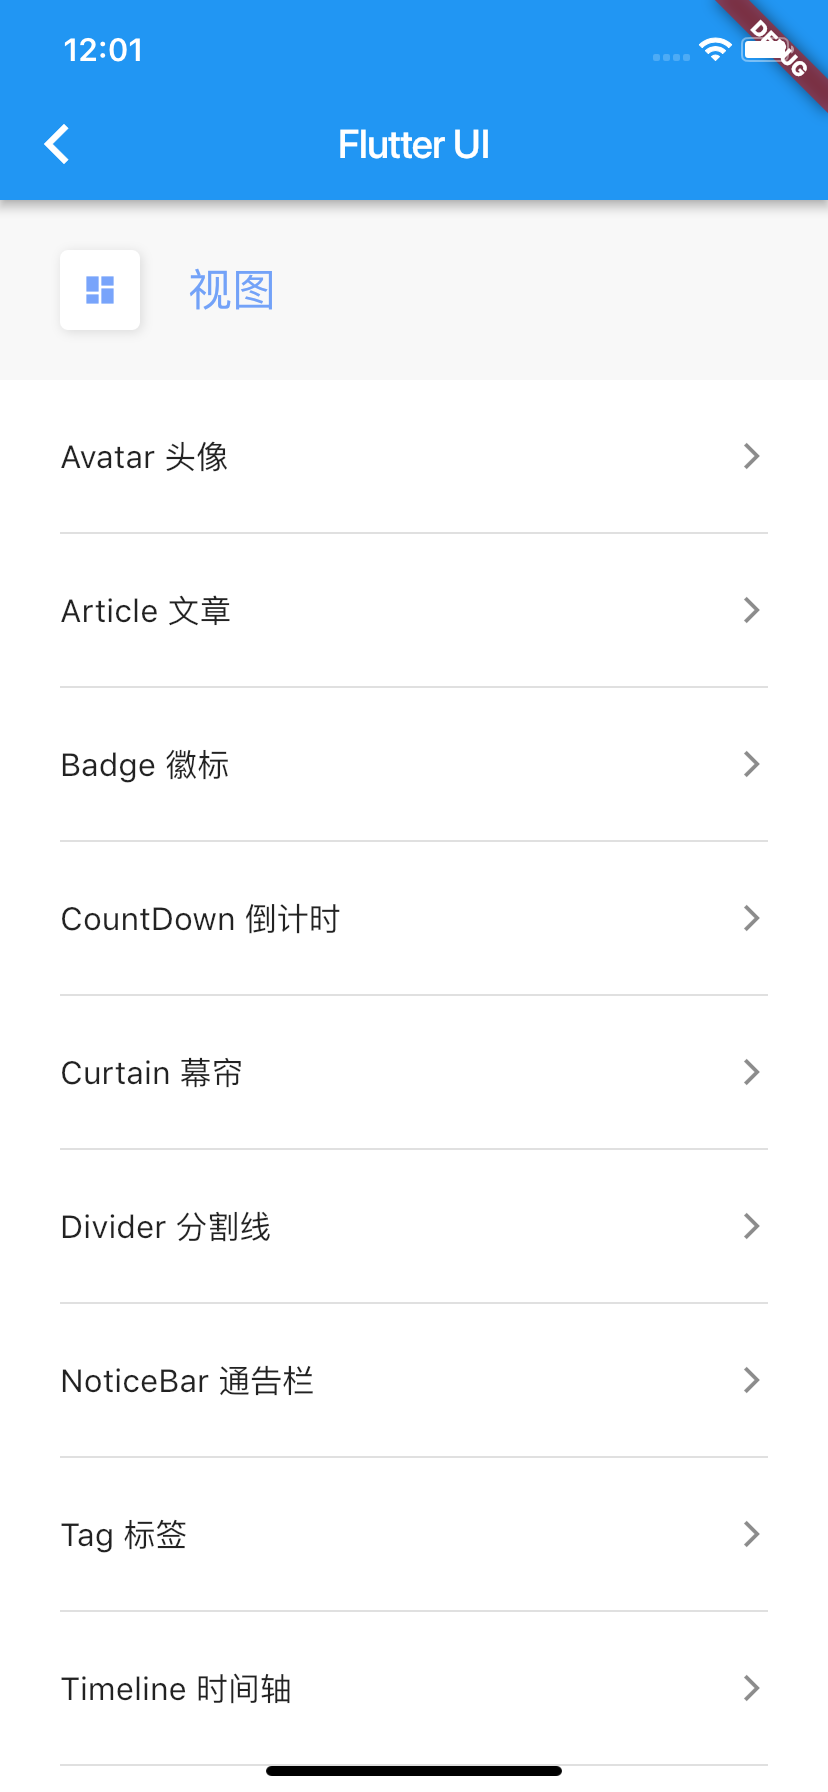 12:01
DEBUG
Flutter UI
视图
Avatar 头像
Article 文章
Badge 徽标
CountDown 倒计时
Curtain 幕帘
Divider 分割线
NoticeBar 通告栏
Tag 标签
Timeline 时间轴